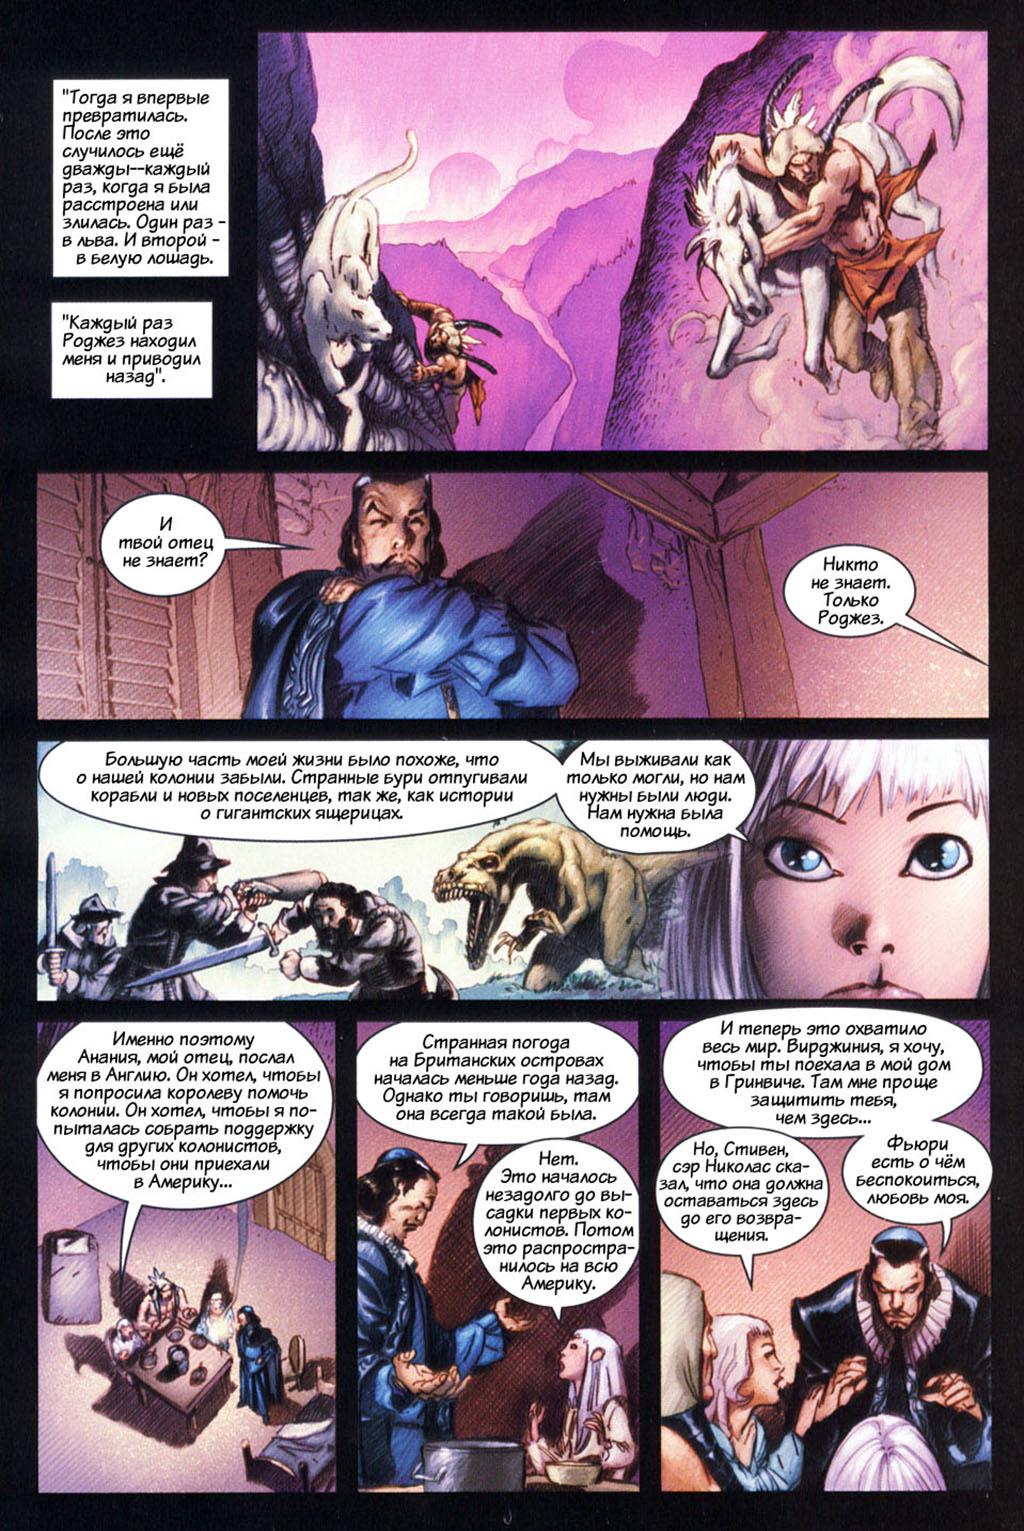 "Тогда я впервые
превратилась.
После это
случилось ещё
дважды--каждый
раз, когда я была
расстроена или
злилась. Один раз -
в льва. И второй -
в белую лошадь.
"Каждый раз
Роджез находил
меня и приводил
назад".
И
твой отец
не знает?
Никто
не знает.
Только
Роджез.
Большую часть моей жизни было похоже, что
о нашей колонии забыли. Странные бури отпугивали
корабли и новых поселенцев, так же, как истории
о гигантских ящерицах.
Мы выживали как
только могли, но нам
нужны были люди.
Нам нужна была
помощь.
Именно поэтому
Анания, мой отец, послал
меня в Англию. Он хотел, чтобы
я попросила королеву помочь
колонии. Он хотел, чтобы я по-
пыталась собрать поддержку
для других колонистов,
чтобы они приехали
в Америку...
Странная погода
на Британских островах
началась меньше года назад.
Однако ты говоришь, там
она всегда такой была.
Нет.
Это началось
незадолго до вы-
садки первых ко-
лонистов. Потом
это распростра-
нилось на всю
Америку.
И теперь это охватило
весь мир. Вирджиния, я хочу,
чтобы ты поехала в мой дом
в Гринвиче. Там мне проще
защитить тебя,
чем здесь...
Но, Стивен,
сэр Николас ска-
зал, что она должна
оставаться здесь
до его возвра-
щения.
Фьюри
есть о чём
беспокоиться,
любовь моя.